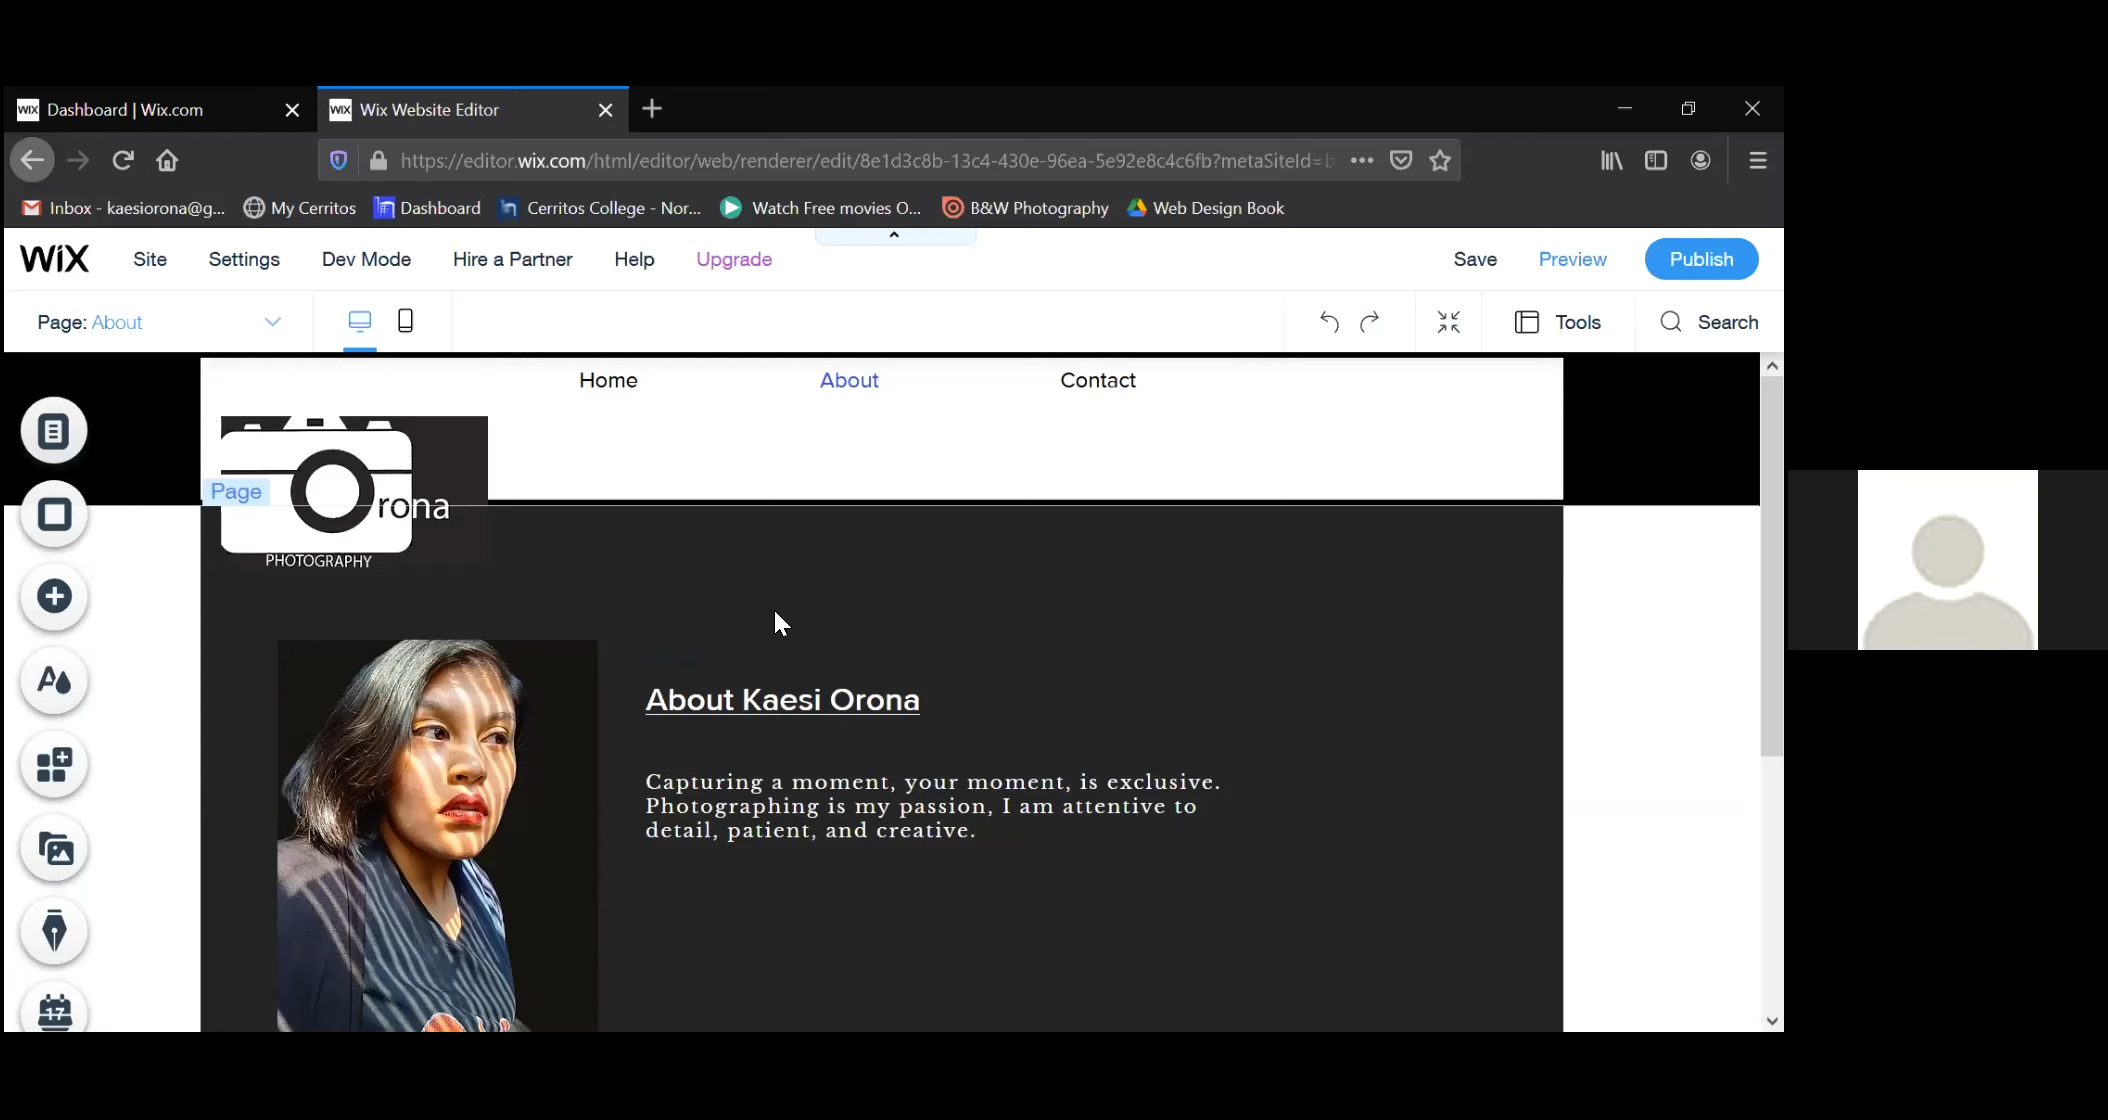 WIX Dashboard | Wix.com WIX Wix Website Editor
https://editor.wix.com/html/editor/web/renderer/edit/8e1d3c8b-13c4-430e-96ea-5e92e8c4c6fb?metaSiteId=b
Inbox - kaesiorona@g... My Cerritos Dashboard Cerritos College - Nor... Watch Free movies O... B&W Photography Web Design Book
WiX Site Settings Dev Mode Hire a Partner Help Upgrade Save Preview Publish
Page: About Tools Search
Home About Contact
Page
rona
PHOTOGRAPHY
About Kaesi Orona
Capturing a moment, your moment, is exclusive.
Photographing is my passion, I am attentive to
detail, patient, and creative.
17